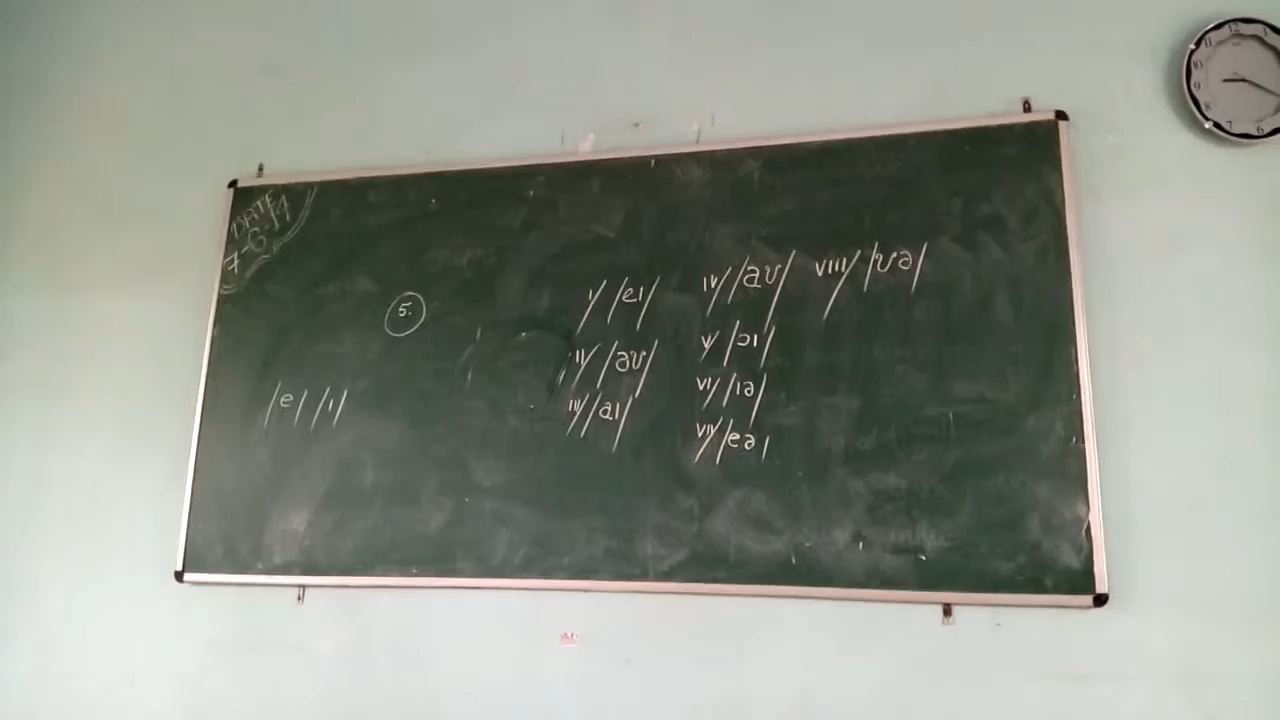 DATE
7-6-19
5.
/e/ /ɪ/
I/ /eɪ/
II/ /əʊ/
III/ /aɪ/
IV/ /aʊ/
V/ /ɔɪ/
VI/ /ɪə/
VII/ /eə/
VIII/ /ʊə/